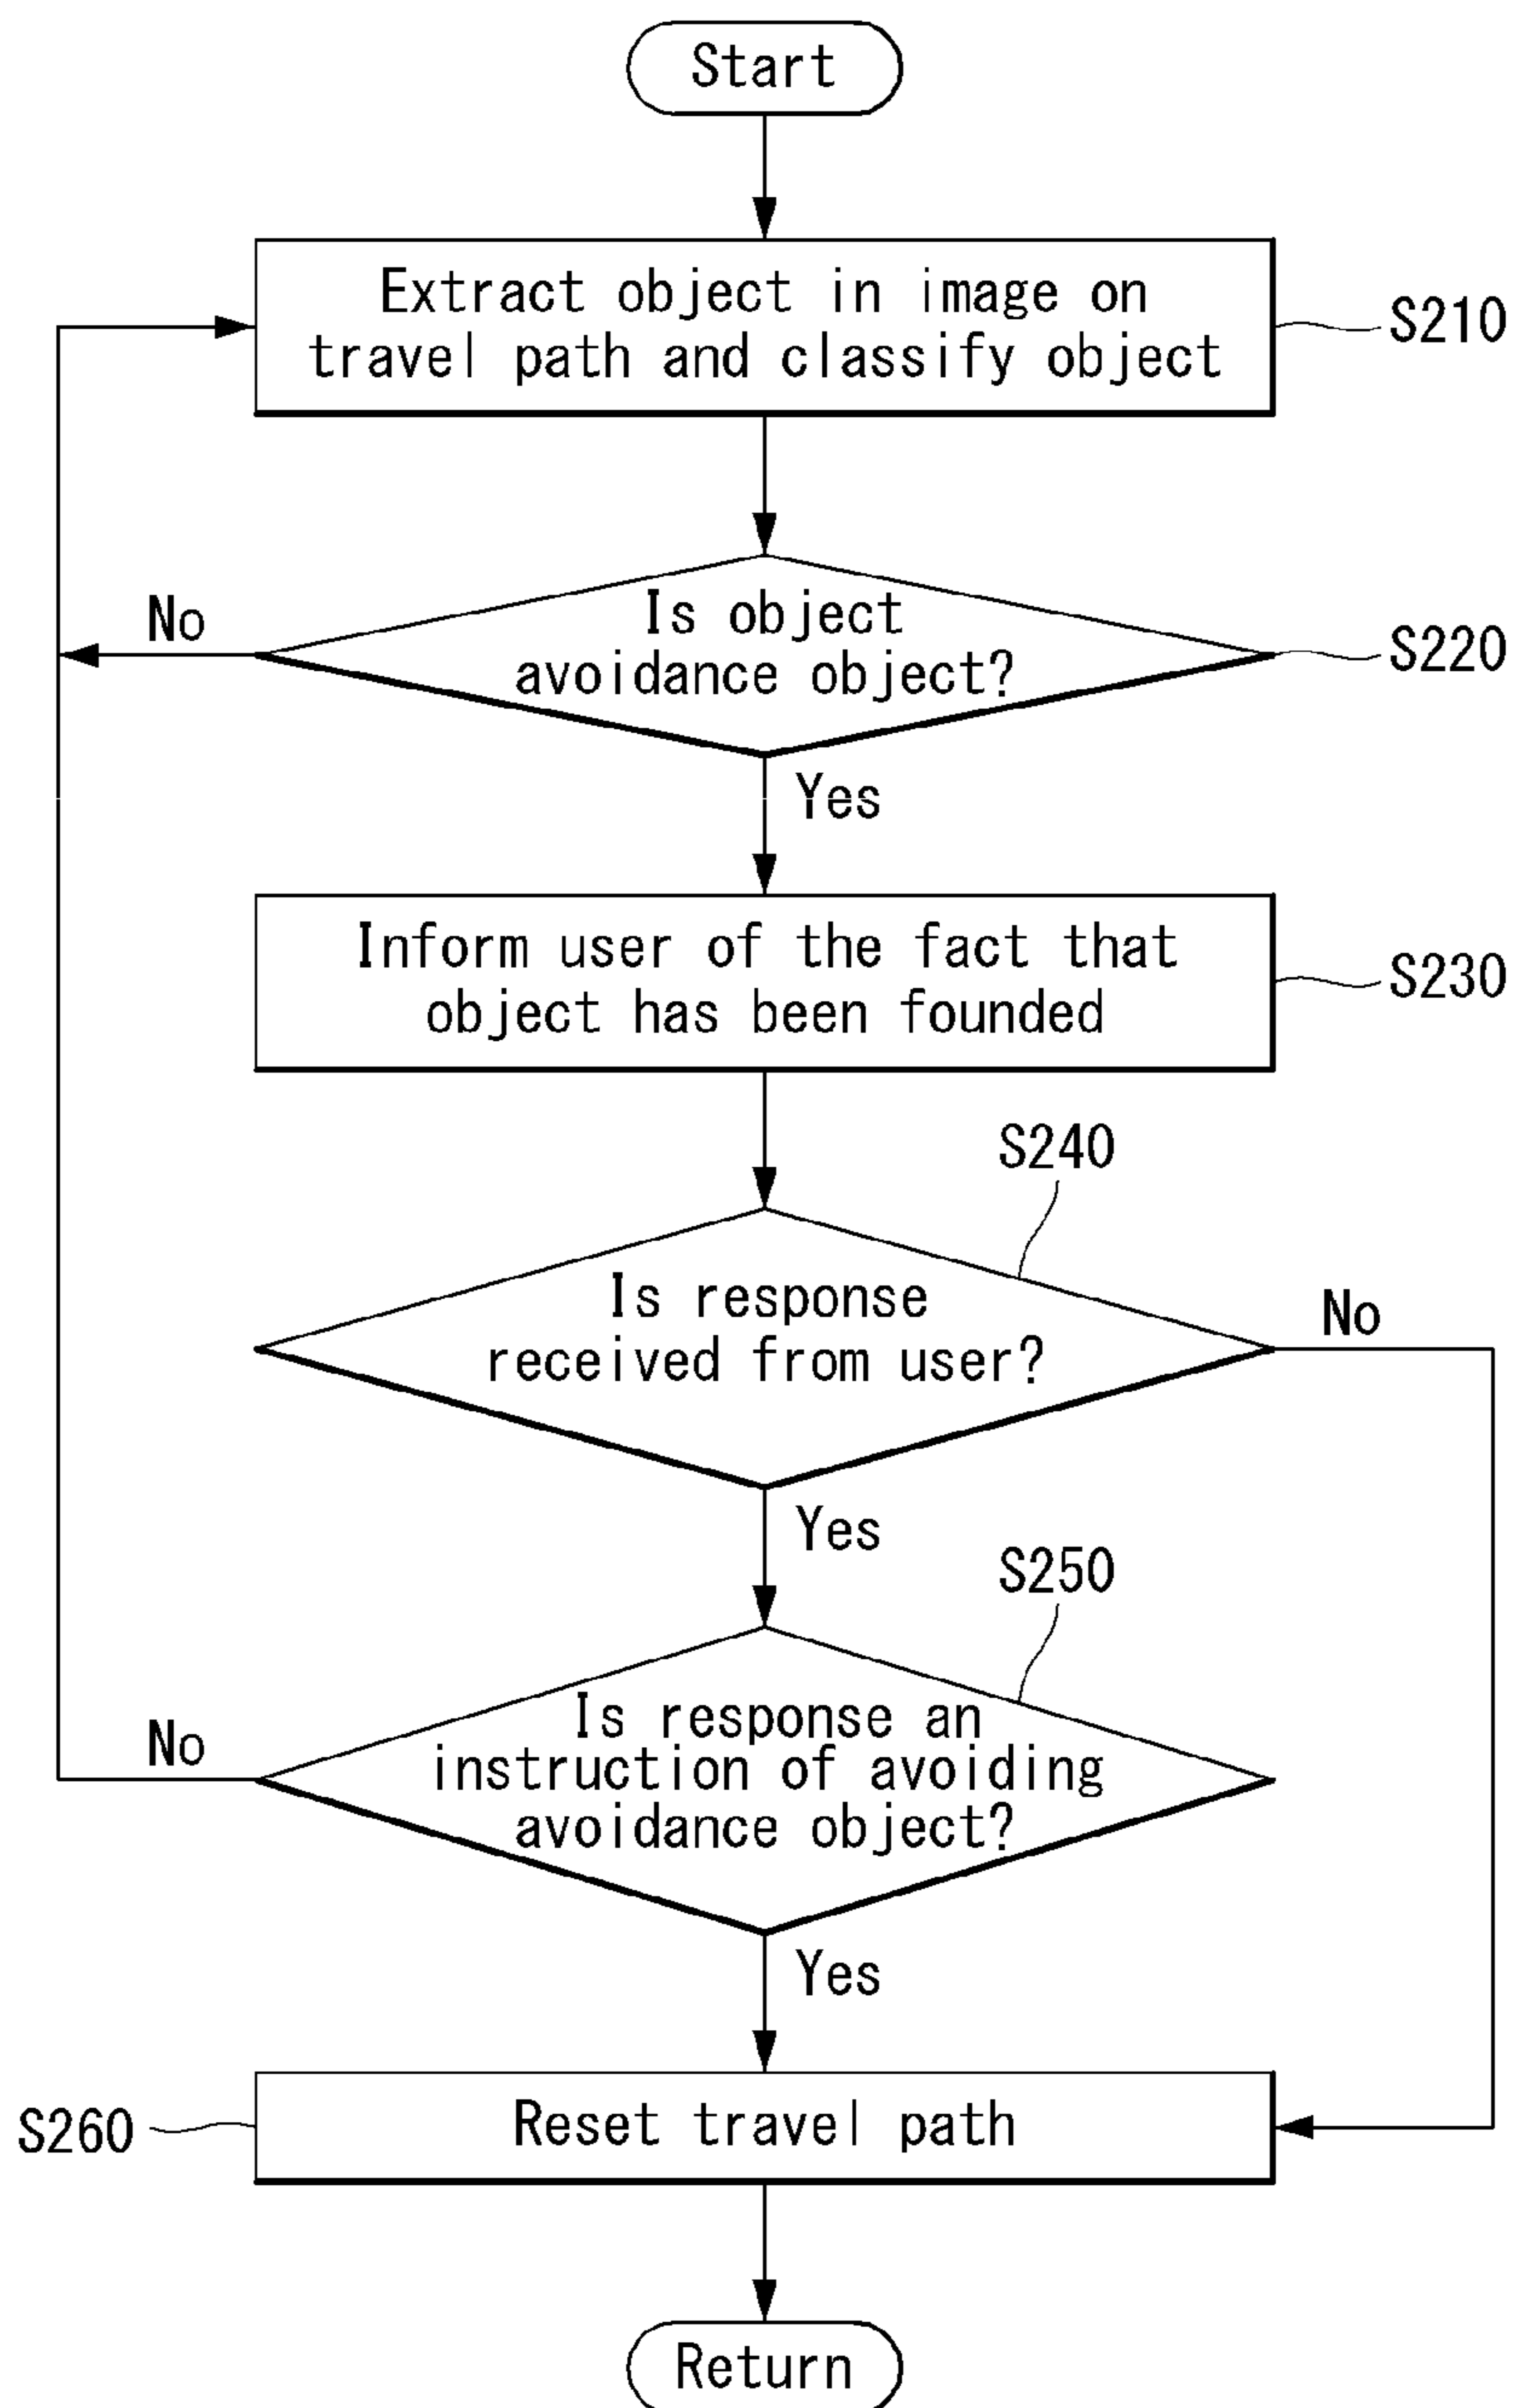 Start
Extract object in image on
travel path and classify object
S210
Is object
avoidance object?
S220
No
Yes
Inform user of the fact that
object has been founded
S230
S240
Is response
received from user?
No
Yes
S250
Is response an
instruction of avoiding
avoidance object?
No
Yes
Reset travel path
S260
Return